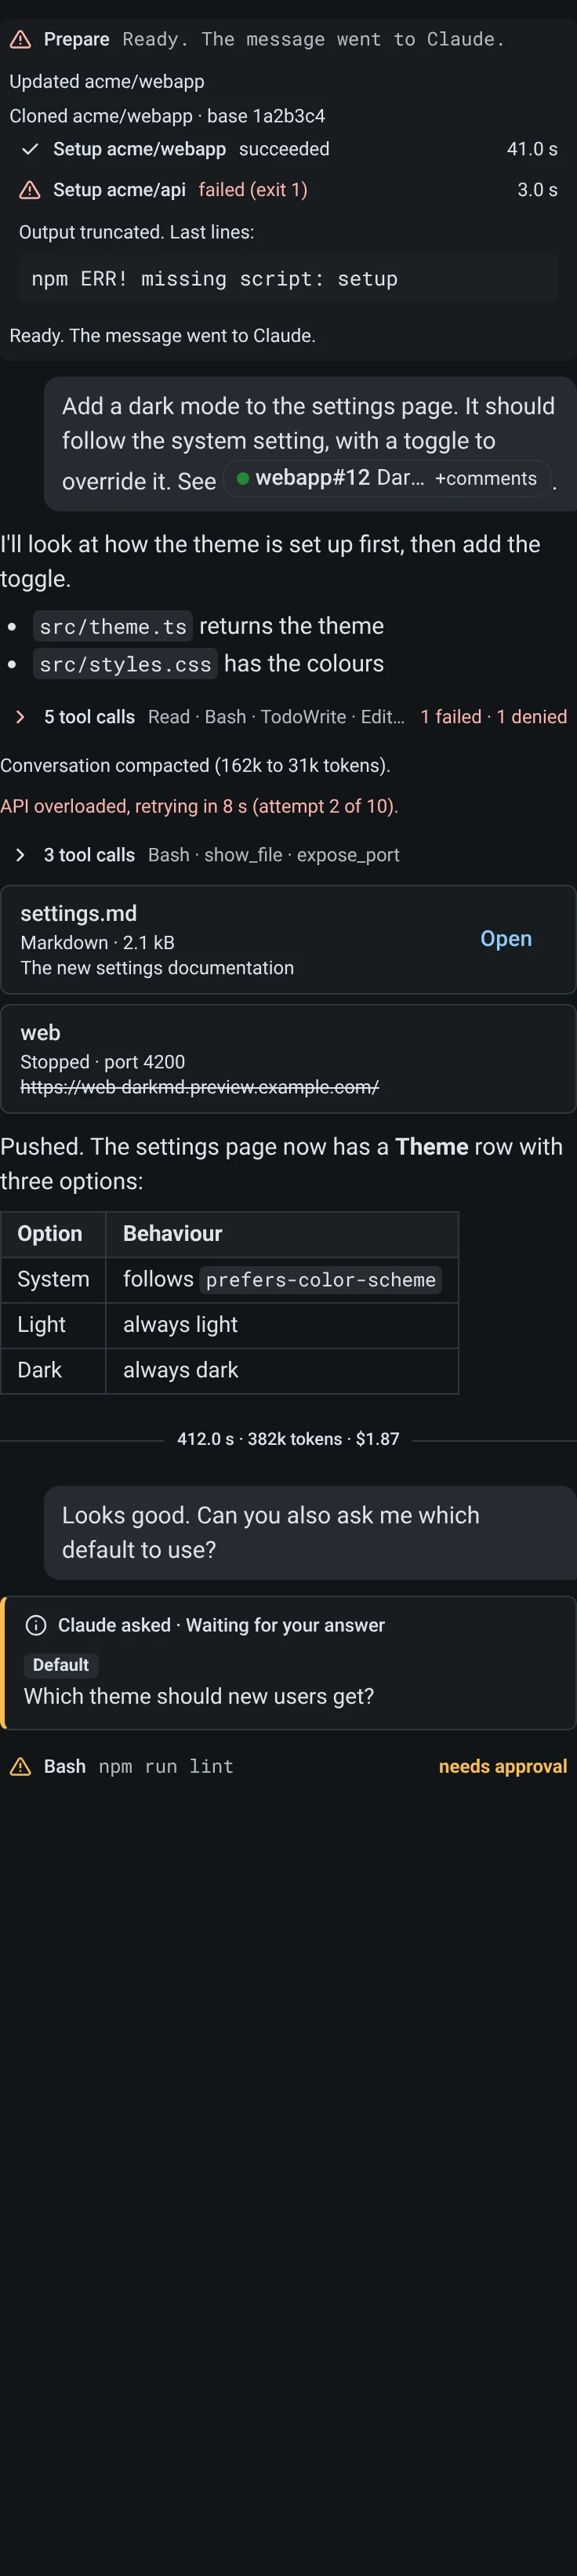 Prepare Ready. The message went to Claude.
Updated acme/webapp
Cloned acme/webapp · base 1a2b3c4
Setup acme/webapp succeeded 41.0 s
Setup acme/api failed (exit 1) 3.0 s
Output truncated. Last lines:
npm ERR! missing script: setup
Ready. The message went to Claude.
Add a dark mode to the settings page. It should
follow the system setting, with a toggle to
override it. See webapp#12 Dar… +comments .
I'll look at how the theme is set up first, then add the
toggle.
• src/theme.ts returns the theme
• src/styles.css has the colours
5 tool calls Read · Bash · TodoWrite · Edit… 1 failed · 1 denied
Conversation compacted (162k to 31k tokens).
API overloaded, retrying in 8 s (attempt 2 of 10).
3 tool calls Bash · show_file · expose_port
settings.md
Markdown · 2.1 kB
The new settings documentation
Open
web
Stopped · port 4200
https://web-darkmd.preview.example.com/
Pushed. The settings page now has a Theme row with
three options:
Option Behaviour
System follows prefers-color-scheme
Light always light
Dark always dark
412.0 s · 382k tokens · $1.87
Looks good. Can you also ask me which
default to use?
Claude asked · Waiting for your answer
Default
Which theme should new users get?
Bash npm run lint needs approval